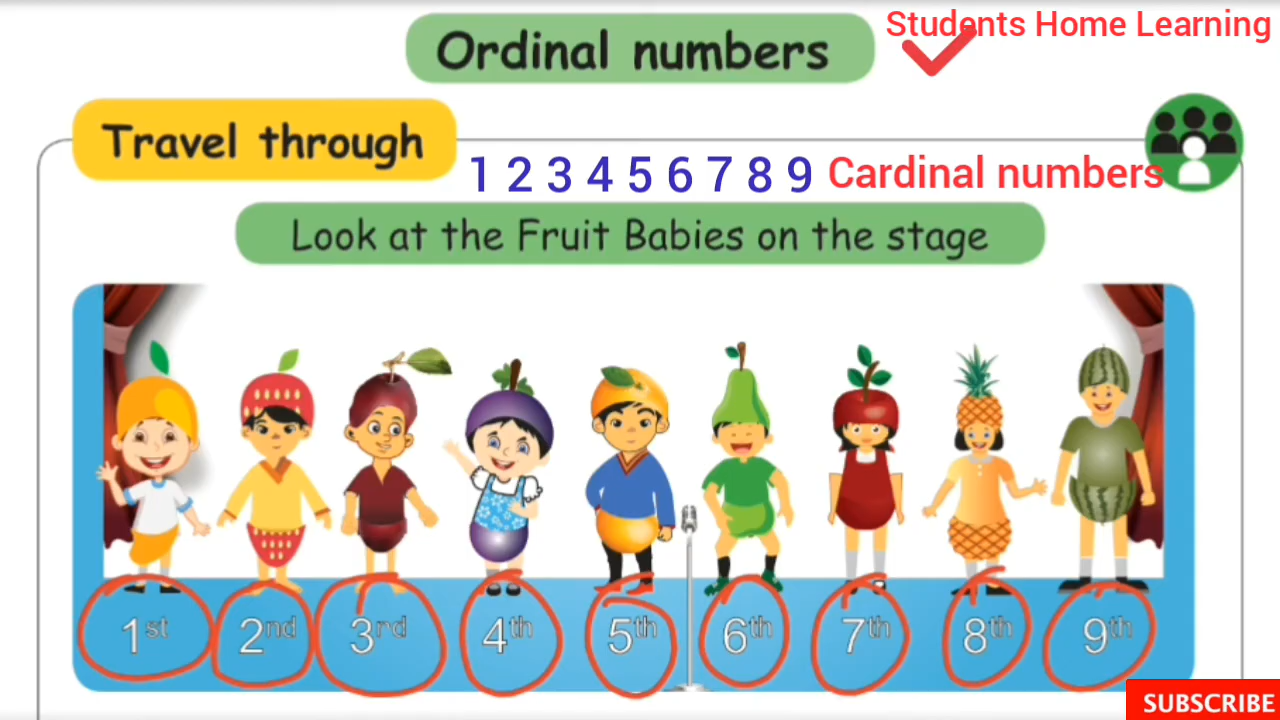 Students Home Learning
Ordinal numbers
Travel through
1 2 3 4 5 6 7 8 9 Cardinal numbers
Look at the Fruit Babies on the stage
1st 2nd 3rd 4th 5th 6th 7th 8th 9th
SUBSCRIBE